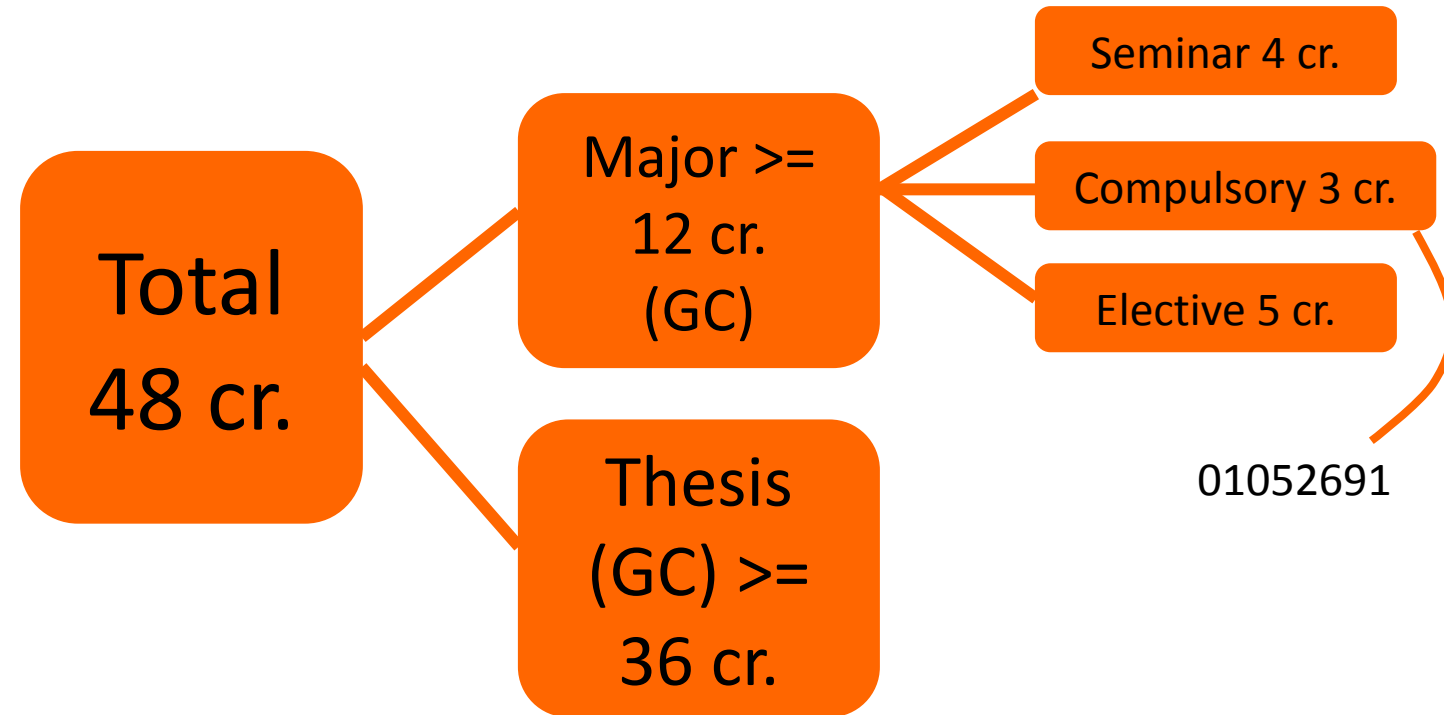 Total
48 cr.
Major >=
12 cr.
(GC)
Thesis
(GC) >=
36 cr.
Seminar 4 cr.
Compulsory 3 cr.
Elective 5 cr.
01052691